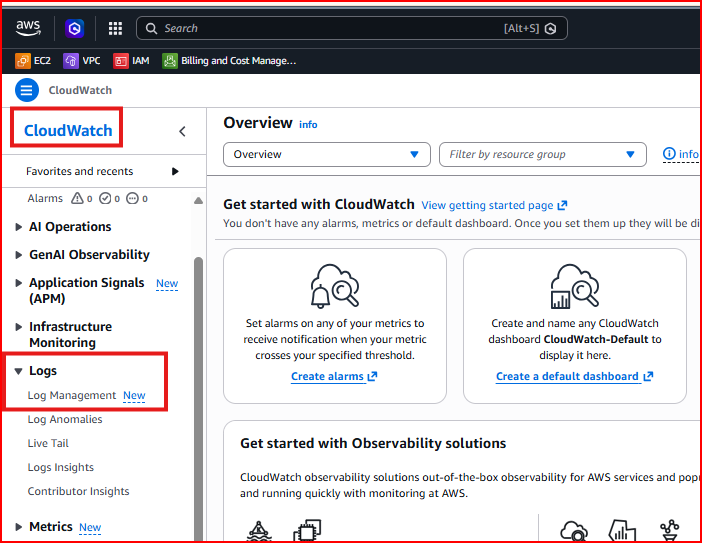 aws
Search
[Alt+S]
EC2
VPC
IAM
Billing and Cost Manage...
CloudWatch
CloudWatch
Favorites and recents
Alarms 0 0 0
AI Operations
GenAI Observability
Application Signals New
(APM)
Infrastructure
Monitoring
Logs
Log Management New
Log Anomalies
Live Tail
Logs Insights
Contributor Insights
Metrics New
Overview info
Overview
Filter by resource group
info
Get started with CloudWatch View getting started page
You don't have any alarms, metrics or default dashboard. Once you set them up they will be di
Set alarms on any of your metrics to
receive notification when your metric
crosses your specified threshold.
Create alarms
Create and name any CloudWatch
dashboard CloudWatch-Default to
display it here.
Create a default dashboard
Get started with Observability solutions
CloudWatch observability solutions out-of-the-box observability for AWS services and popu
and running quickly with monitoring at AWS.